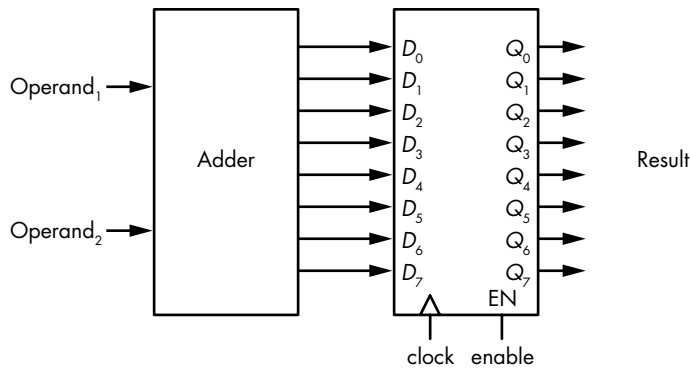 Operand₁
Operand₂
Adder
D₀ Q₀
D₁ Q₁
D₂ Q₂
D₃ Q₃
D₄ Q₄
D₅ Q₅
D₆ Q₆
D₇ Q₇
EN
clock enable
Result